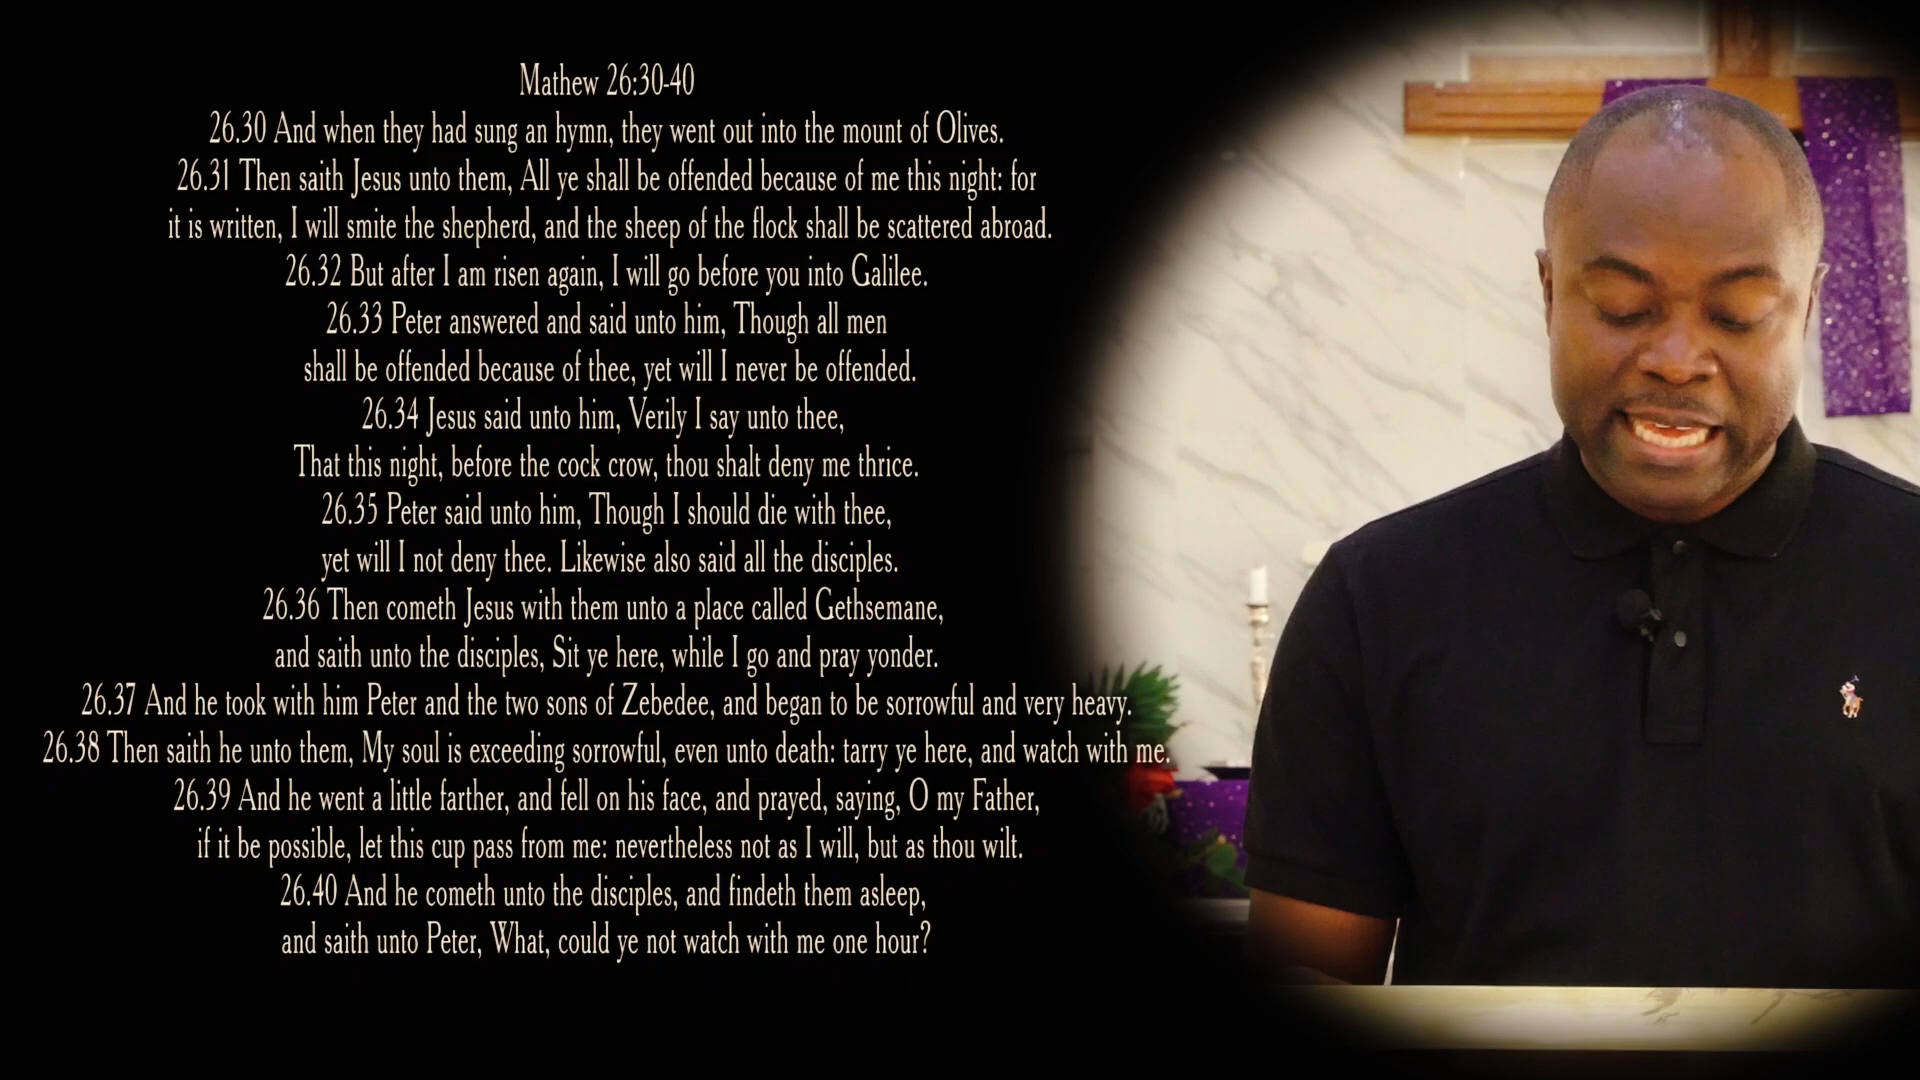 Mathew 26:30-40
26.30 And when they had sung an hymn, they went out into the mount of Olives.
26.31 Then saith Jesus unto them, All ye shall be offended because of me this night: for
it is written, I will smite the shepherd, and the sheep of the flock shall be scattered abroad.
26.32 But after I am risen again, I will go before you into Galilee.
26.33 Peter answered and said unto him, Though all men
shall be offended because of thee, yet will I never be offended.
26.34 Jesus said unto him, Verily I say unto thee,
That this night, before the cock crow, thou shalt deny me thrice.
26.35 Peter said unto him, Though I should die with thee,
yet will I not deny thee. Likewise also said all the disciples.
26.36 Then cometh Jesus with them unto a place called Gethsemane,
and saith unto the disciples, Sit ye here, while I go and pray yonder.
26.37 And he took with him Peter and the two sons of Zebedee, and began to be sorrowful and very heavy.
26.38 Then saith he unto them, My soul is exceeding sorrowful, even unto death: tarry ye here, and watch with me.
26.39 And he went a little farther, and fell on his face, and prayed, saying, O my Father,
if it be possible, let this cup pass from me: nevertheless not as I will, but as thou wilt.
26.40 And he cometh unto the disciples, and findeth them asleep,
and saith unto Peter, What, could ye not watch with me one hour?